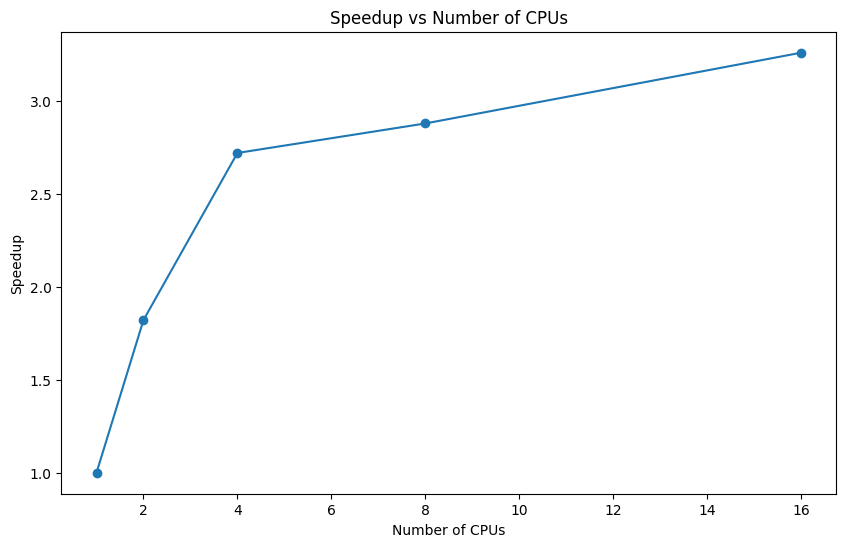 Speedup vs Number of CPUs
3.0
2.5
2.0
1.5
1.0
Speedup
2 4 6 8 10 12 14 16
Number of CPUs